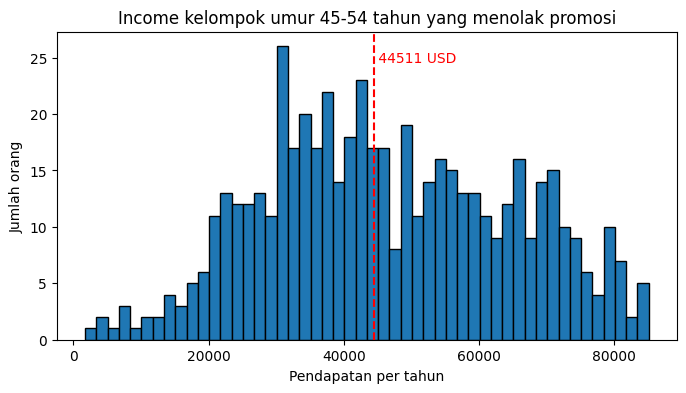 Income kelompok umur 45-54 tahun yang menolak promosi
44511 USD
Jumlah orang
25
20
15
10
5
0
0 20000 40000 60000 80000
Pendapatan per tahun